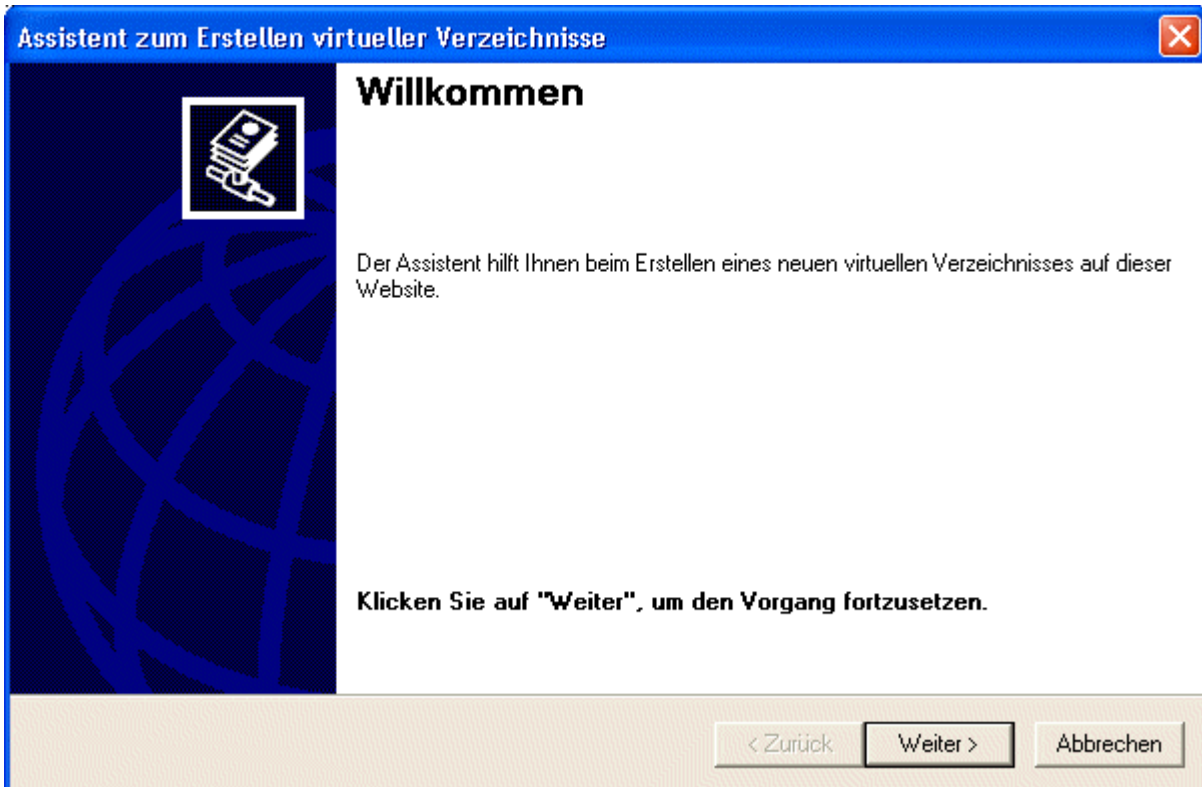 Assistent zum Erstellen virtueller Verzeichnisse
Willkommen
Der Assistent hilft Ihnen beim Erstellen eines neuen virtuellen Verzeichnisses auf dieser
Website.
Klicken Sie auf "Weiter", um den Vorgang fortzusetzen.
< Zurück
Weiter >
Abbrechen